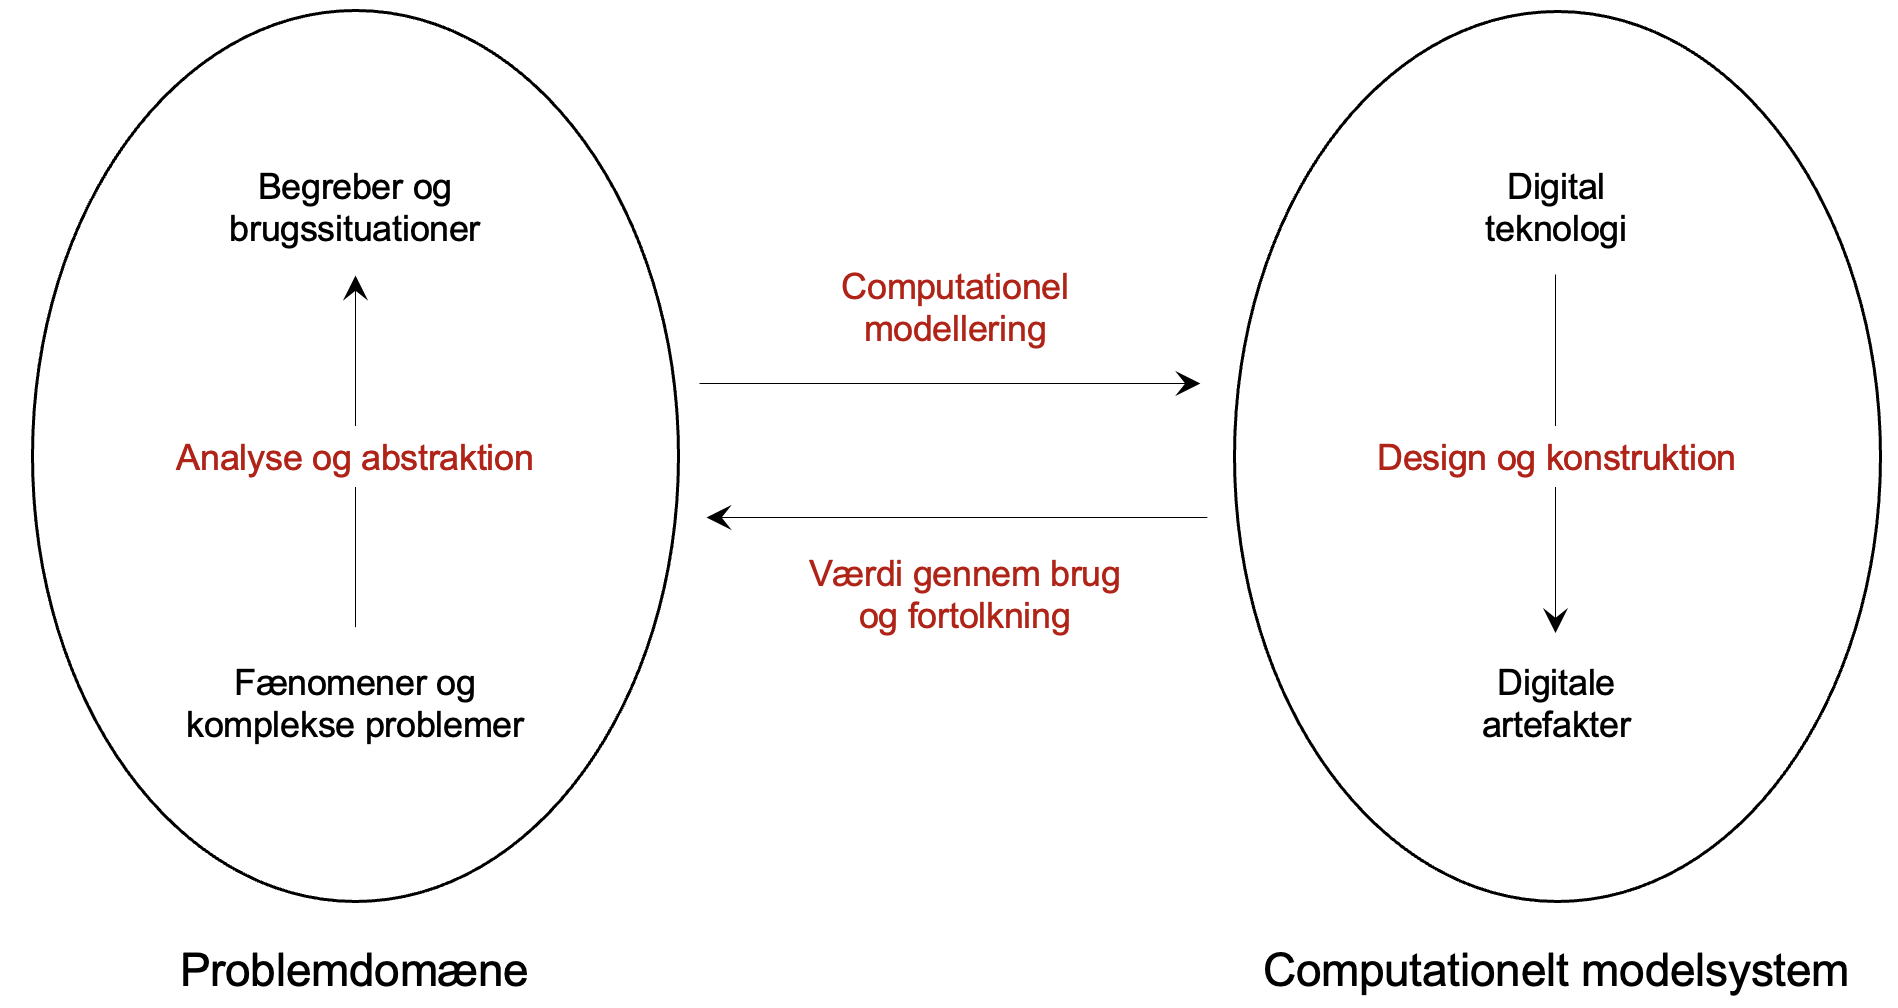 Begreber og
brugssituationer
Analyse og abstraktion
Fænomener og
komplekse problemer
Problemdomæne
Computationel
modellering
Værdi gennem brug
og fortolkning
Digital
teknologi
Design og konstruktion
Digitale
artefakter
Computationelt modelsystem